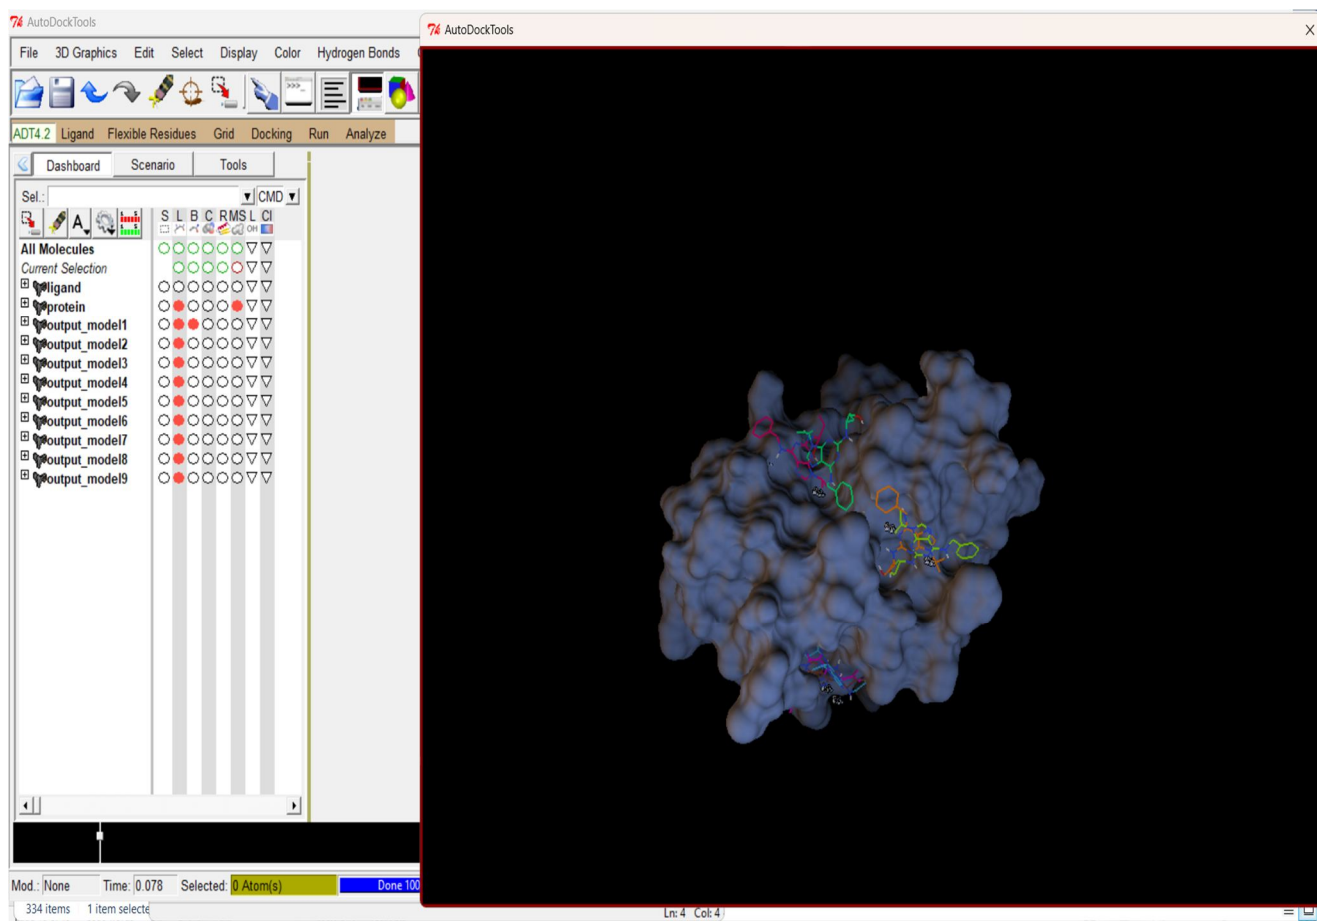 AutoDockTools
AutoDockTools
File 3D Graphics Edit Select Display Color Hydrogen Bonds
ADT4.2 Ligand Flexible Residues Grid Docking Run Analyze
Dashboard Scenario Tools
Sel.: CMD
S L B C R MS L Cl
All Molecules
Current Selection
ligand
protein
output_model1
output_model2
output_model3
output_model4
output_model5
output_model6
output_model7
output_model8
output_model9
Mod.: None Time: 0.078 Selected: 0 Atom(s) Done 100
334 items 1 item selecte
Ln: 4 Col: 4